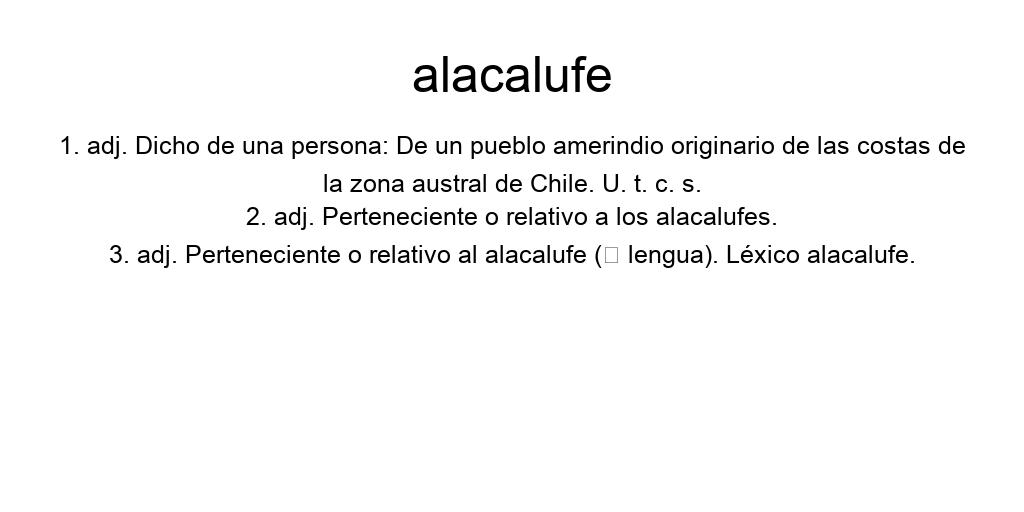 alacalufe
1. adj. Dicho de una persona: De un pueblo amerindio originario de las costas de
la zona austral de Chile. U. t. c. s.
2. adj. Perteneciente o relativo a los alacalufes.
3. adj. Perteneciente o relativo al alacalufe (□ lengua). Léxico alacalufe.